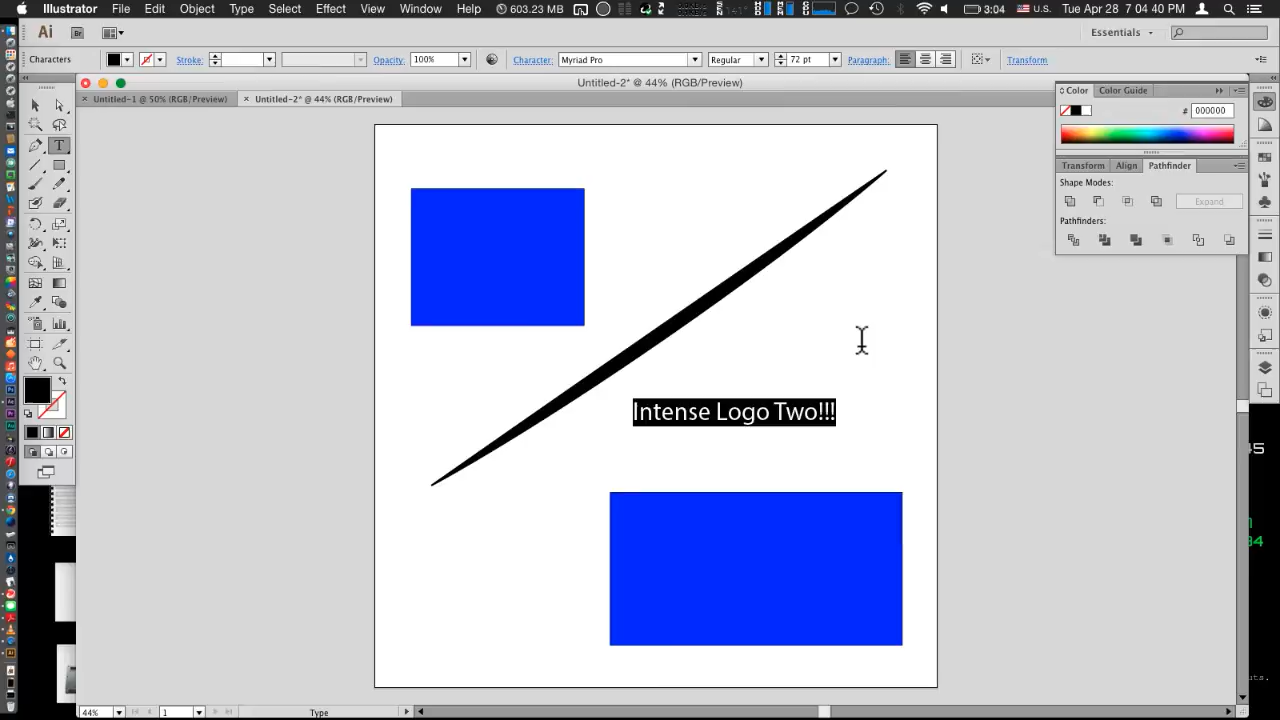 Illustrator File Edit Object Type Select Effect View Window Help 603.23 MB 3:04 U.S. Tue Apr 28 7 04 40 PM
Ai Br Essentials
Characters Stroke: Opacity: 100% Character: Myriad Pro Regular 72 pt Paragraph: Transform
Untitled-2* @ 44% (RGB/Preview)
× Untitled-1 @ 50% (RGB/Preview) × Untitled-2* @ 44% (RGB/Preview)
Color Color Guide
# 000000
Transform Align Pathfinder
Shape Modes:
Expand
Pathfinders:
Intense Logo Two!!!
44% 1 Type